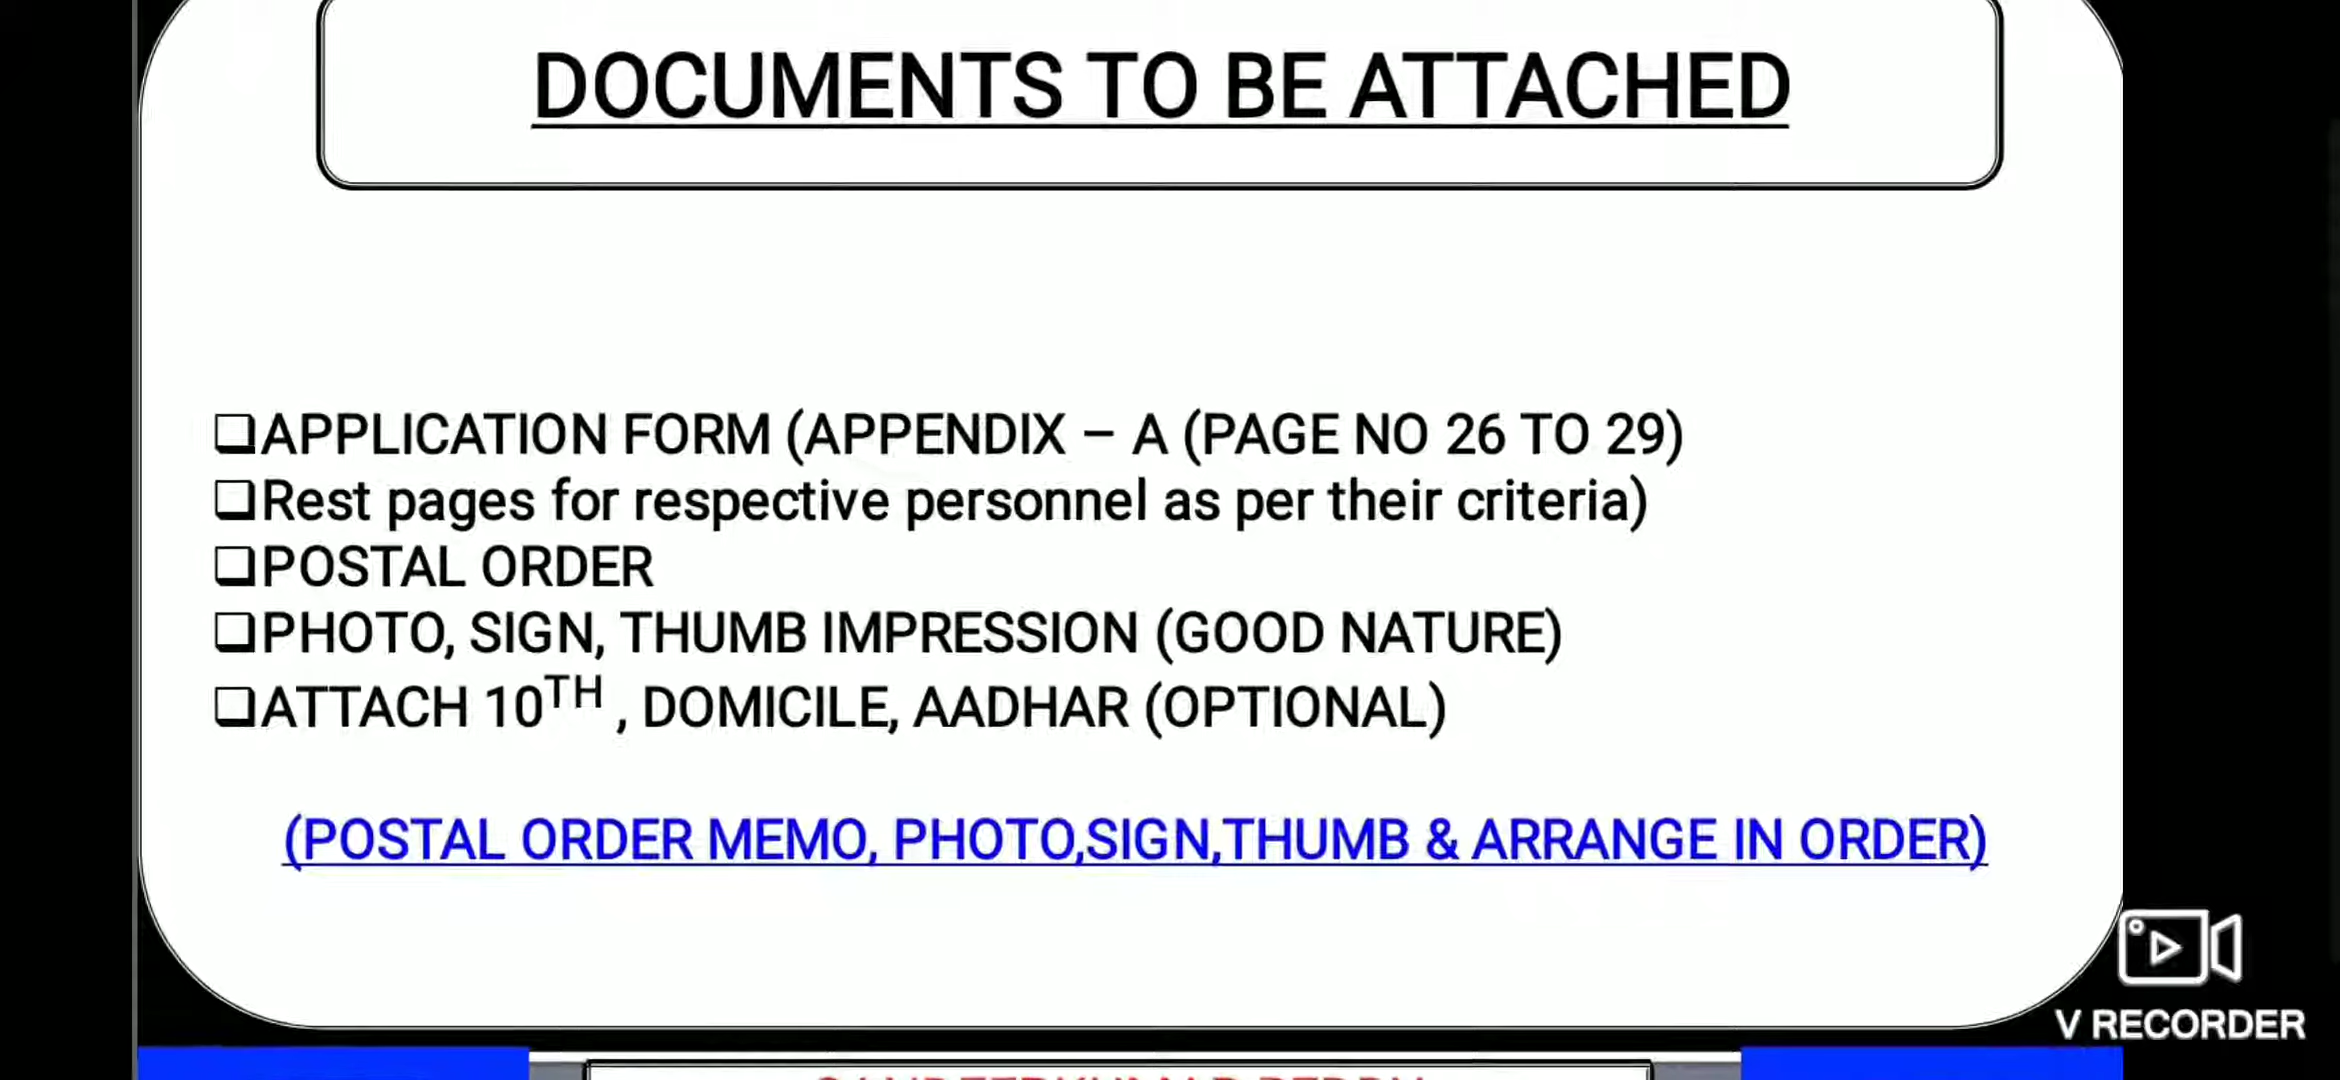 DOCUMENTS TO BE ATTACHED
❑APPLICATION FORM (APPENDIX – A (PAGE NO 26 TO 29)
❑Rest pages for respective personnel as per their criteria)
❑POSTAL ORDER
❑PHOTO, SIGN, THUMB IMPRESSION (GOOD NATURE)
❑ATTACH 10TH , DOMICILE, AADHAR (OPTIONAL)
(POSTAL ORDER MEMO, PHOTO,SIGN,THUMB & ARRANGE IN ORDER)
V RECORDER